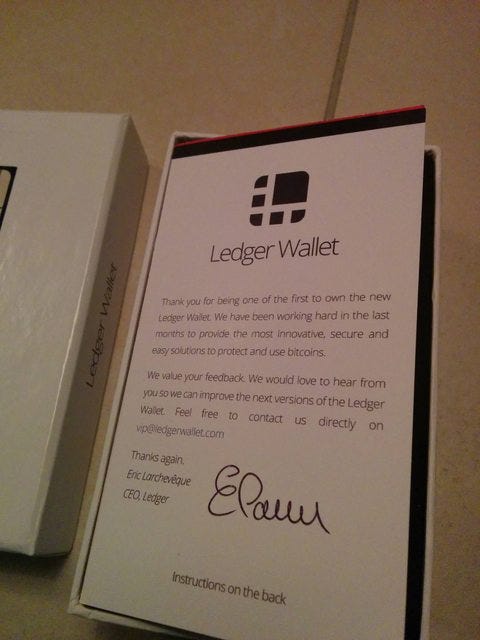 Ledger Wallet
Ledger Wallet
Thank you for being one of the first to own the new
Ledger Wallet. We have been working hard in the last
months to provide the most innovative, secure and
easy solutions to protect and use bitcoins.
We value your feedback. We would love to hear from
you so we can improve the next versions of the Ledger
Wallet. Feel free to contact us directly on
vip@ledgerwallet.com
Thanks again.
Eric Larchevêque
CEO, Ledger
Instructions on the back